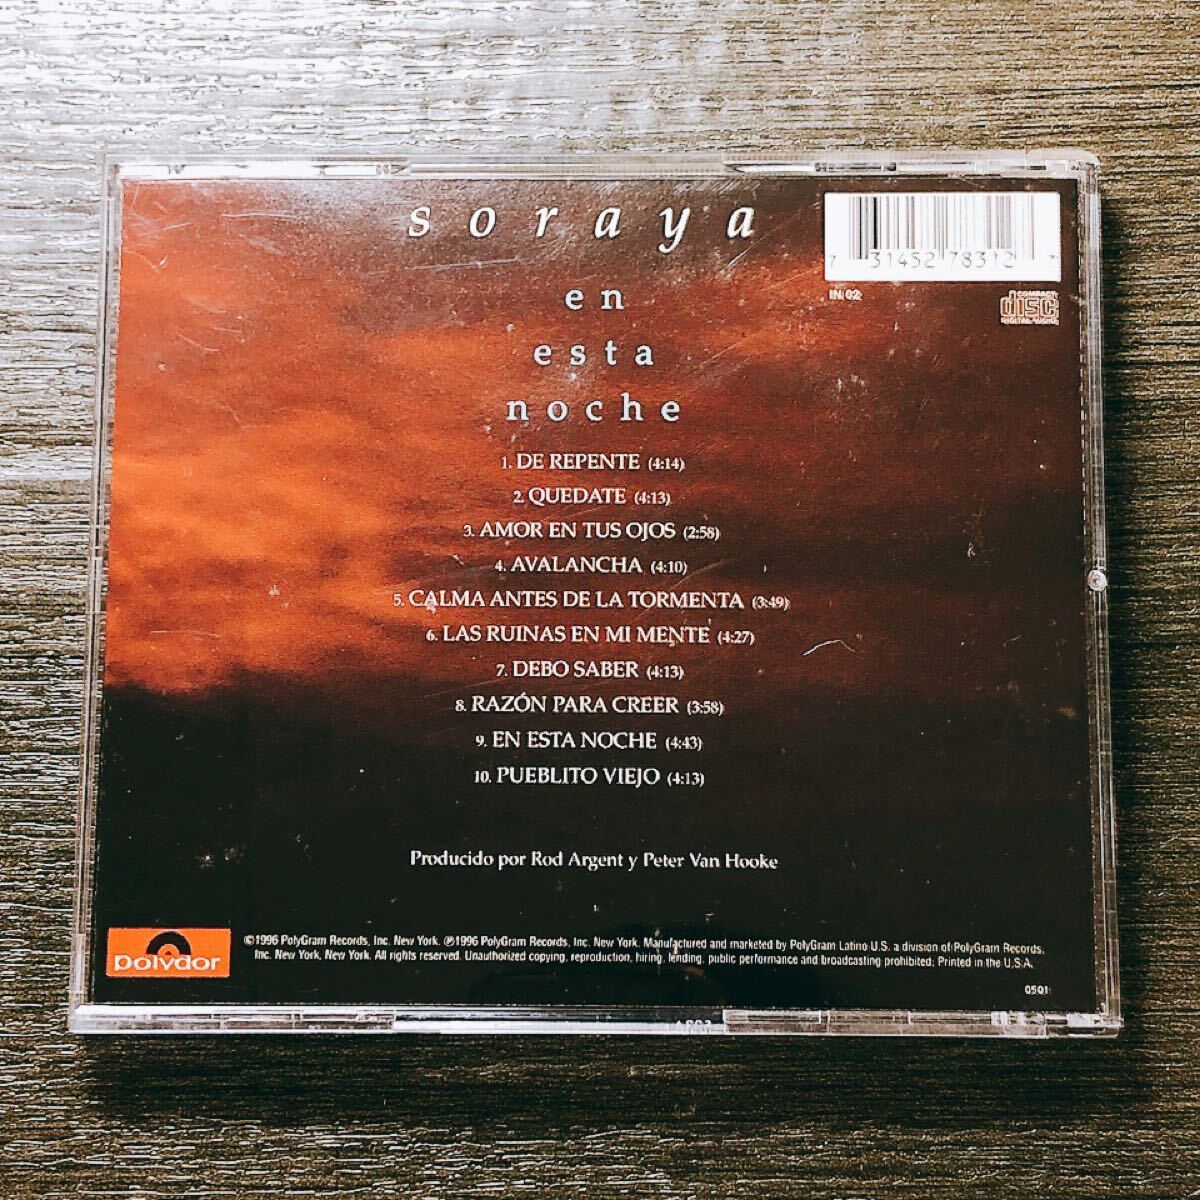 soraya
en
esta
noche
7 31452 78312 7
IN 02
COMPACT
disc
DIGITAL AUDIO
1. DE REPENTE (4:14)
2. QUEDATE (4:13)
3. AMOR EN TUS OJOS (2:58)
4. AVALANCHA (4:10)
5. CALMA ANTES DE LA TORMENTA (3:49)
6. LAS RUINAS EN MI MENTE (4:27)
7. DEBO SABER (4:13)
8. RAZÓN PARA CREER (3:58)
9. EN ESTA NOCHE (4:43)
10. PUEBLITO VIEJO (4:13)
Producido por Rod Argent y Peter Van Hooke
polydor
©1996 PolyGram Records, Inc. New York. ℗1996 PolyGram Records, Inc. New York. Manufactured and marketed by PolyGram Latino U.S. a division of PolyGram Records,
Inc. New York, New York. All rights reserved. Unauthorized copying, reproduction, hiring, lending, public performance and broadcasting prohibited. Printed in the U.S.A.